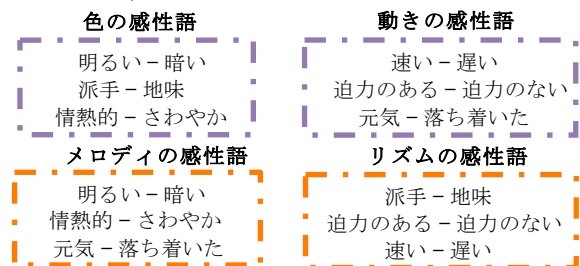 色の感性語
明るい – 暗い
派手 – 地味
情熱的 – さわやか
動きの感性語
速い – 遅い
迫力のある – 迫力のない
元気 – 落ち着いた
メロディの感性語
明るい – 暗い
情熱的 – さわやか
元気 – 落ち着いた
リズムの感性語
派手 – 地味
迫力のある – 迫力のない
速い – 遅い